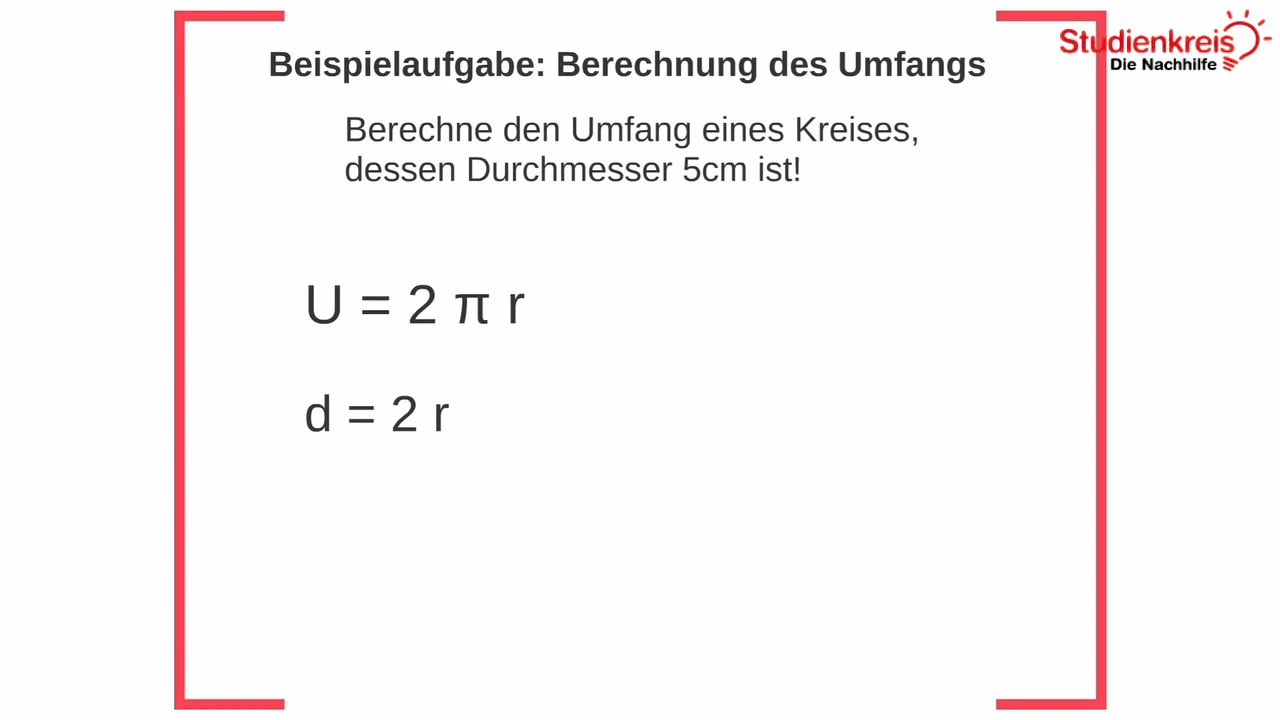 Studienkreis
Die Nachhilfe
Beispielaufgabe: Berechnung des Umfangs
Berechne den Umfang eines Kreises,
dessen Durchmesser 5cm ist!
U = 2 π r
d = 2 r